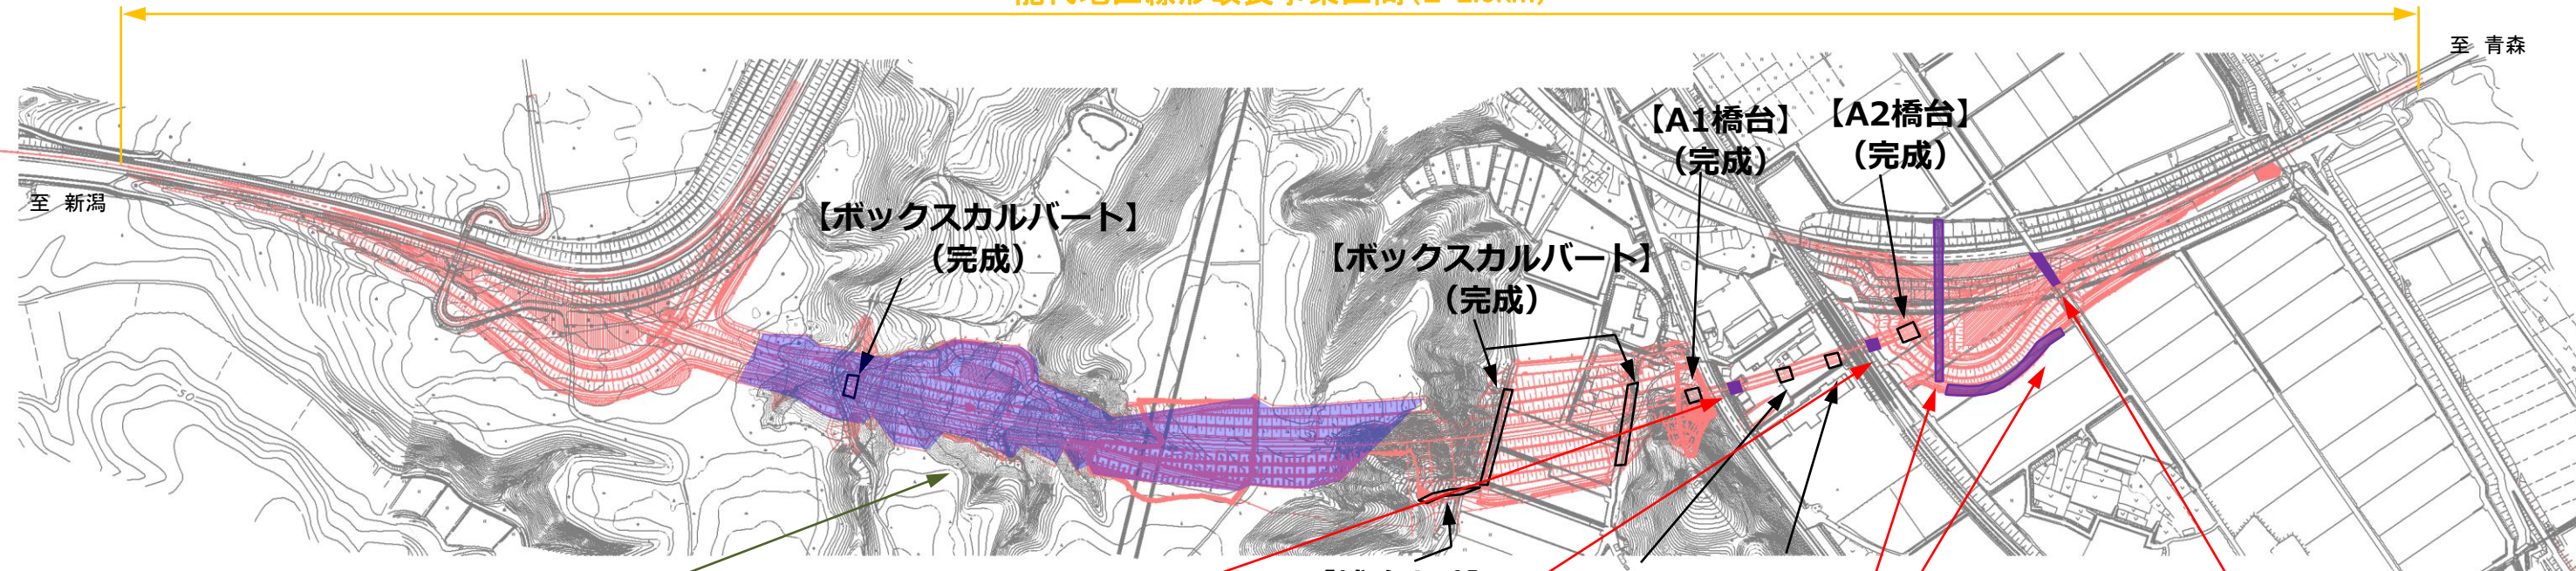 至 青森
【A1橋台】
（完成）
【A2橋台】
（完成）
至 新潟
【ボックスカルバート】
（完成）
【ボックスカルバート】
（完成）
50